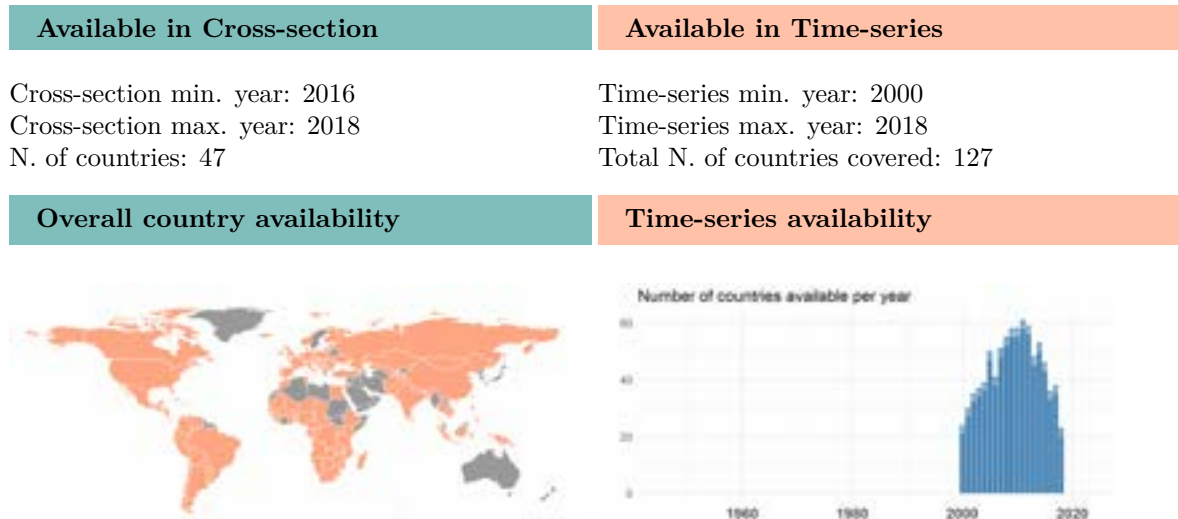 Available in Cross-section
Available in Time-series
Cross-section min. year: 2016
Cross-section max. year: 2018
N. of countries: 47
Time-series min. year: 2000
Time-series max. year: 2018
Total N. of countries covered: 127
Overall country availability
Time-series availability
Number of countries available per year
60
40
20
0
1960 1980 2000 2020